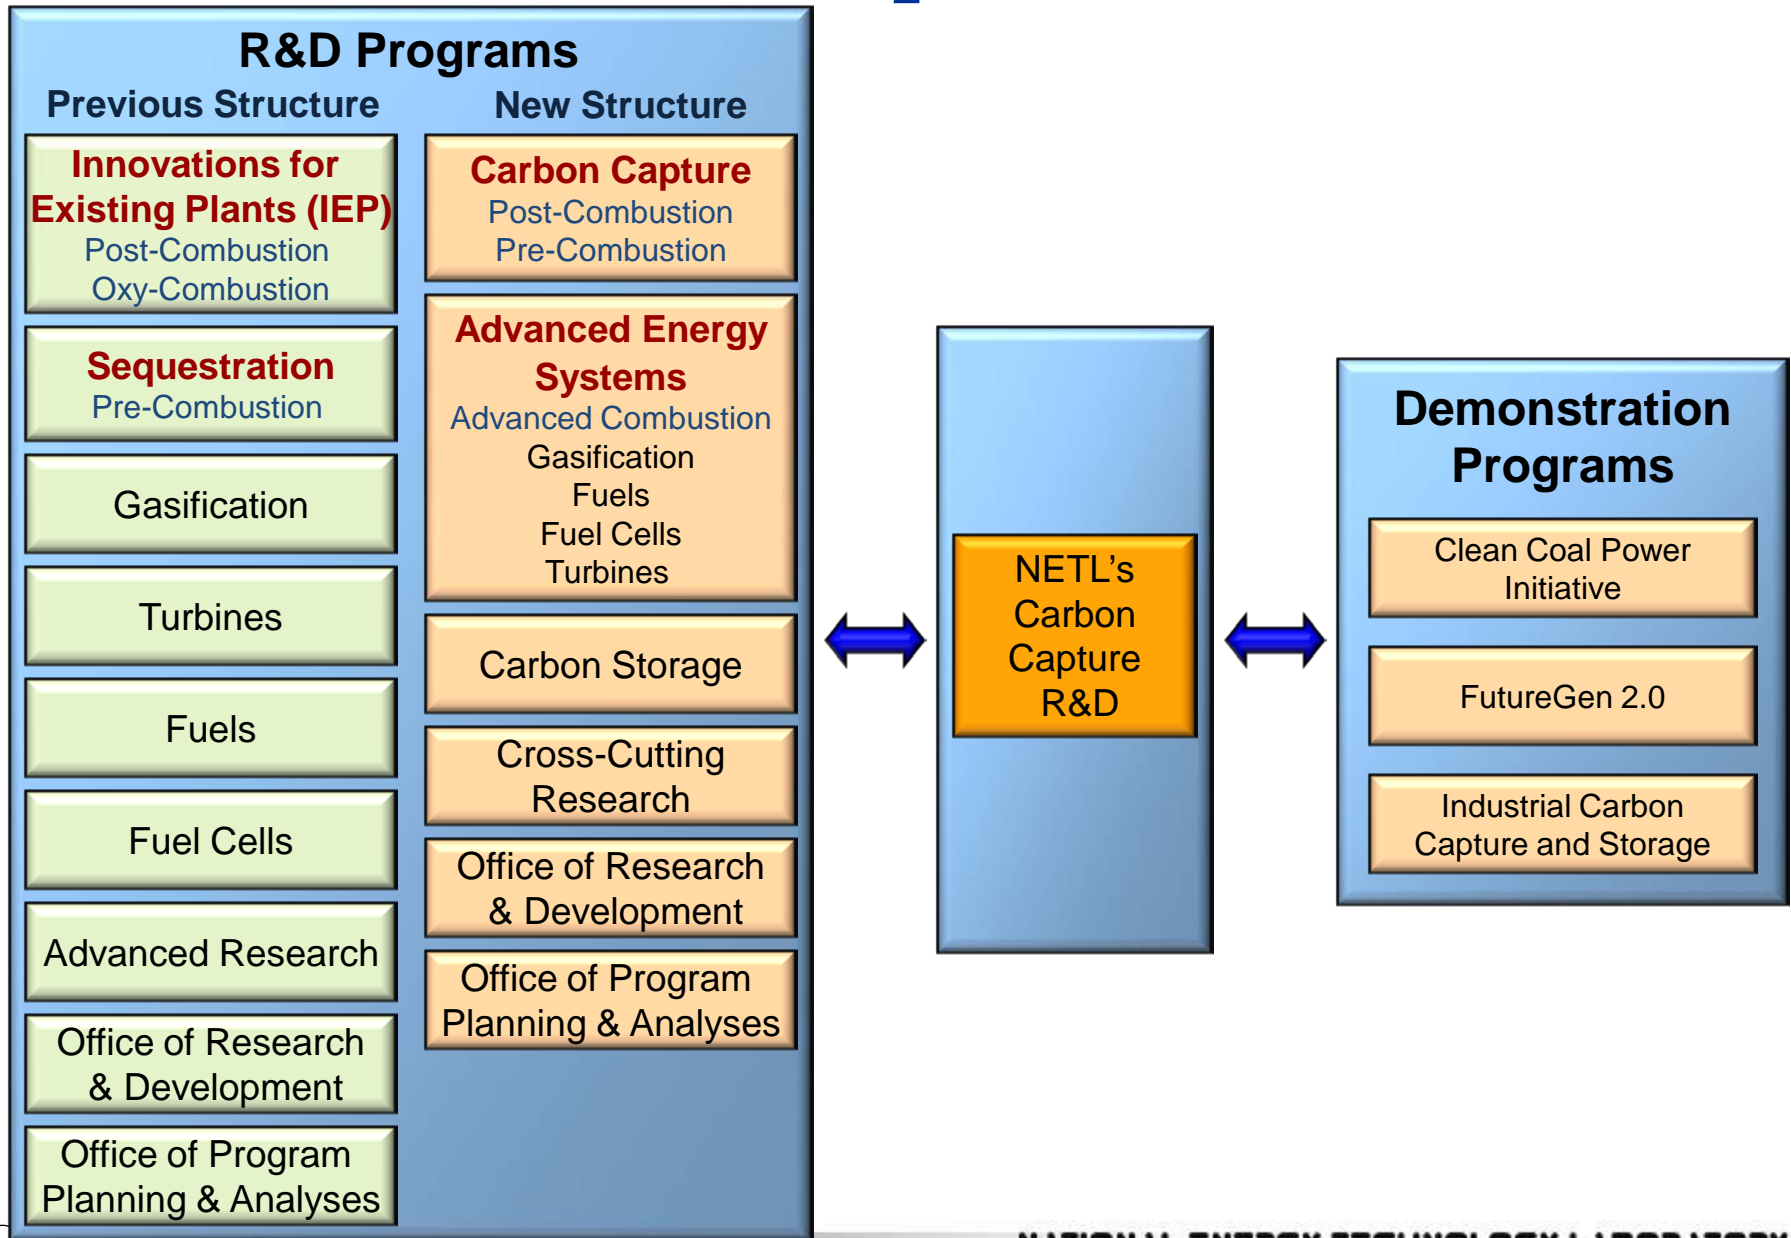 R&D Programs
Previous Structure
Innovations for
Existing Plants (IEP)
Post-Combustion
Oxy-Combustion
Sequestration
Pre-Combustion
Gasification
Turbines
Fuels
Fuel Cells
Advanced Research
Office of Research
& Development
Office of Program
Planning & Analyses
New Structure
Carbon Capture
Post-Combustion
Pre-Combustion
Advanced Energy
Systems
Advanced Combustion
Gasification
Fuels
Fuel Cells
Turbines
Carbon Storage
Cross-Cutting
Research
Office of Research
& Development
Office of Program
Planning & Analyses
NETL's
Carbon
Capture
R&D
Demonstration
Programs
Clean Coal Power
Initiative
FutureGen 2.0
Industrial Carbon
Capture and Storage
NATIONAL ENERGY TECHNOLOGY LABORATORY